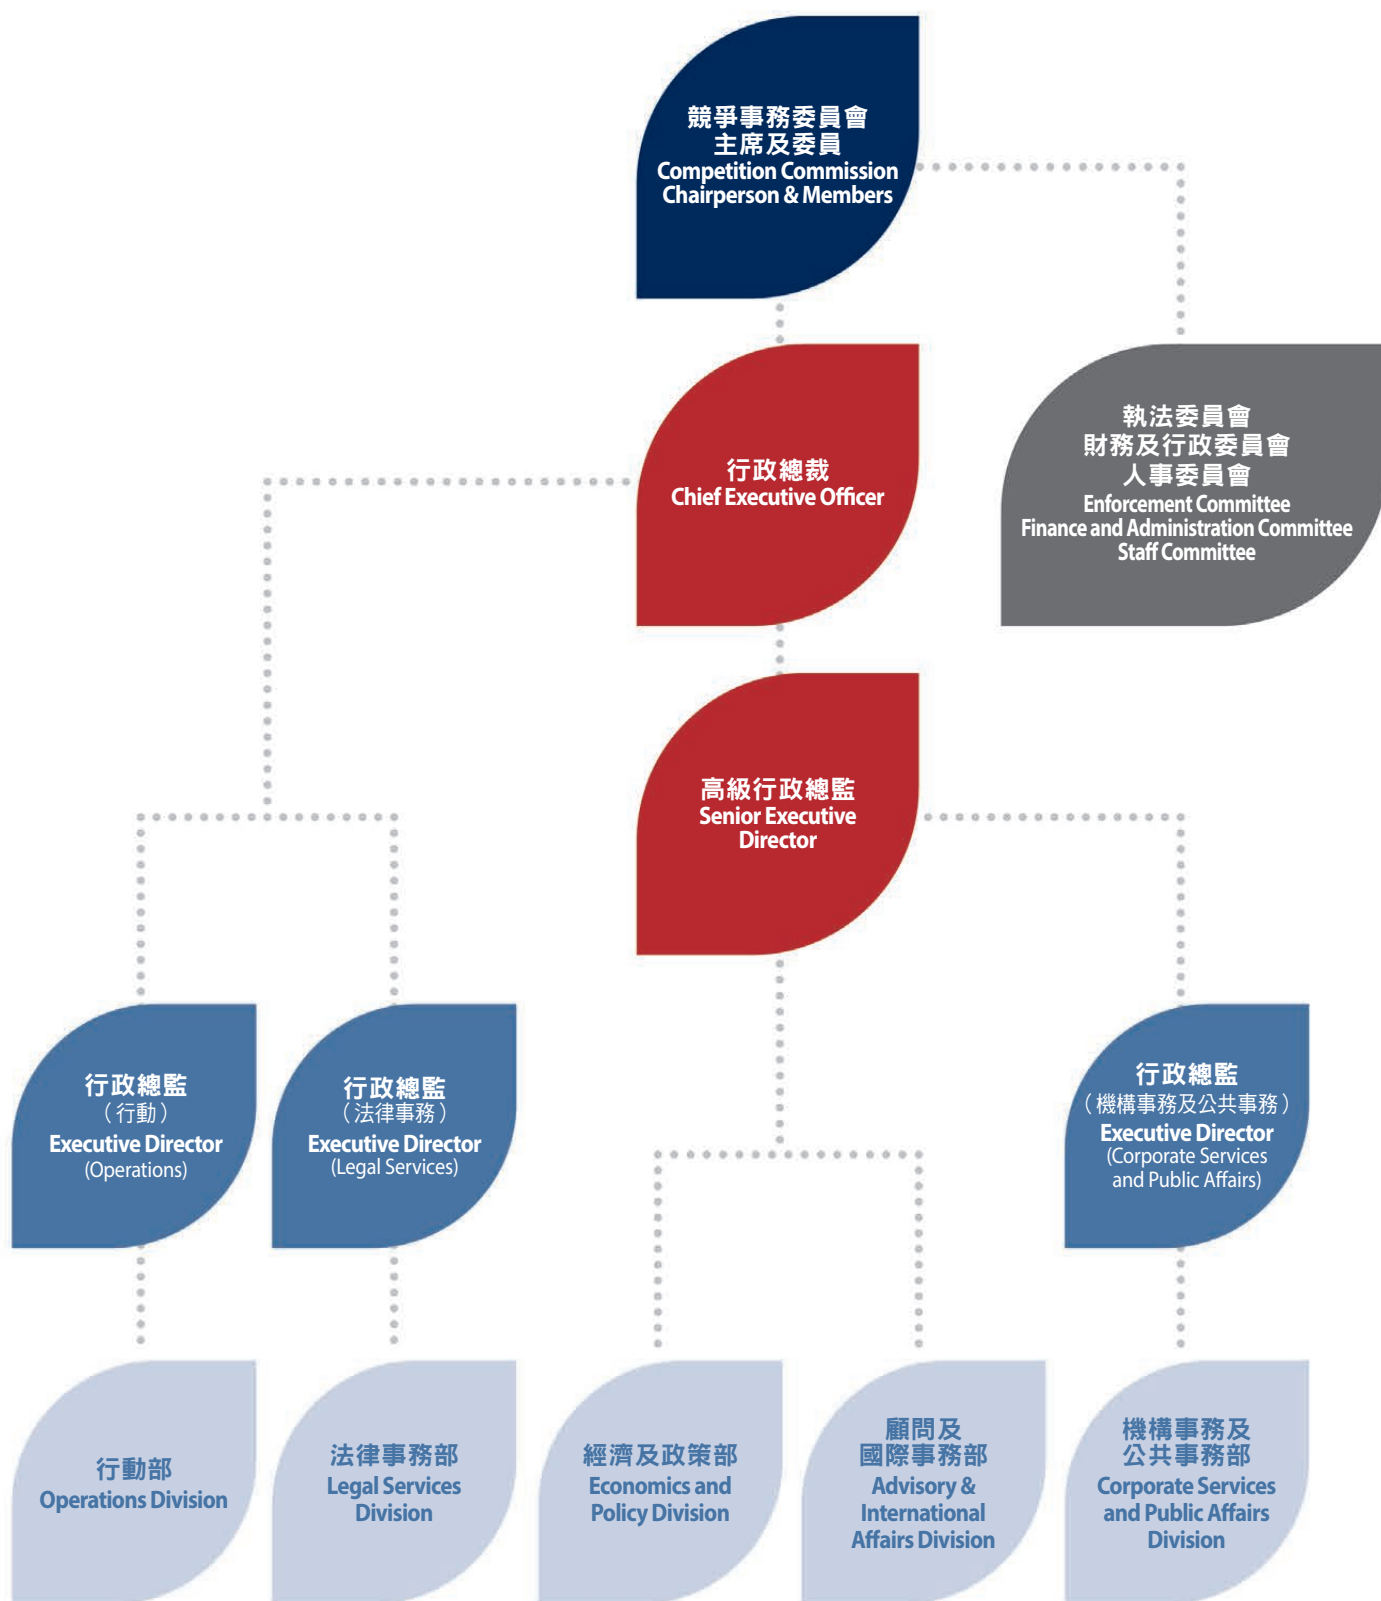 競爭事務委員會
主席及委員
Competition Commission
Chairperson & Members
行政總裁
Chief Executive Officer
執法委員會
財務及行政委員會
人事委員會
Enforcement Committee
Finance and Administration Committee
Staff Committee
高級行政總監
Senior Executive
Director
行政總監
（行動）
Executive Director
(Operations)
行政總監
（法律事務）
Executive Director
(Legal Services)
行政總監
（機構事務及公共事務）
Executive Director
(Corporate Services
and Public Affairs)
行動部
Operations Division
法律事務部
Legal Services
Division
經濟及政策部
Economics and
Policy Division
顧問及
國際事務部
Advisory &
International
Affairs Division
機構事務及
公共事務部
Corporate Services
and Public Affairs
Division